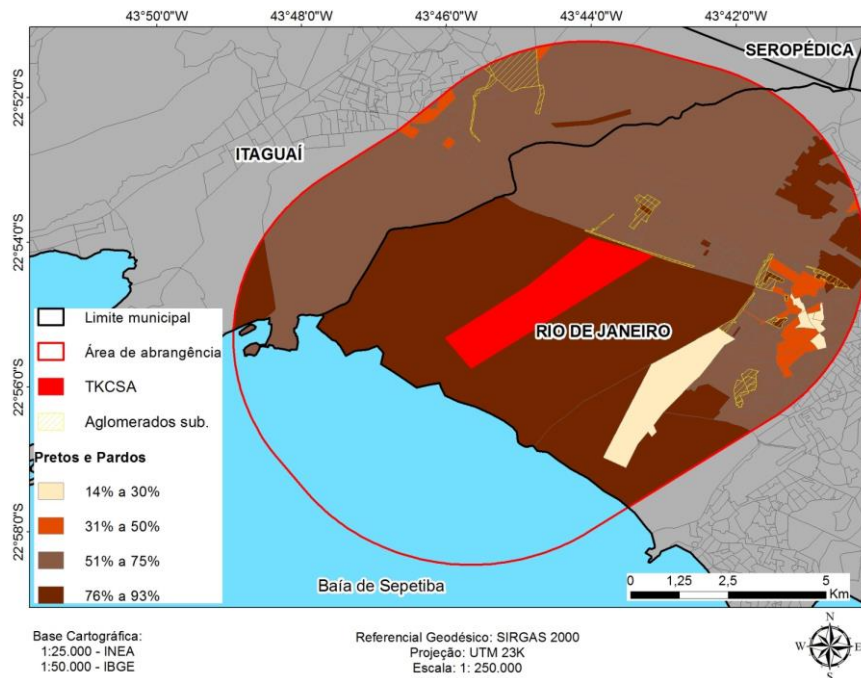 43°50'0"W
43°48'0"W
43°46'0"W
43°44'0"W
43°42'0"W
22°52'0"S
22°54'0"S
22°56'0"S
22°58'0"S
SEROPÉDICA
ITAGUAÍ
RIO DE JANEIRO
Baía de Sepetiba
Limite municipal
Área de abrangência
TKCSA
Aglomerados sub.
Pretos e Pardos
14% a 30%
31% a 50%
51% a 75%
76% a 93%
0 1,25 2,5 5
Km
Base Cartográfica:
1:25.000 - INEA
1:50.000 - IBGE
Referencial Geodésico: SIRGAS 2000
Projeção: UTM 23K
Escala: 1: 250.000
N
W E
S